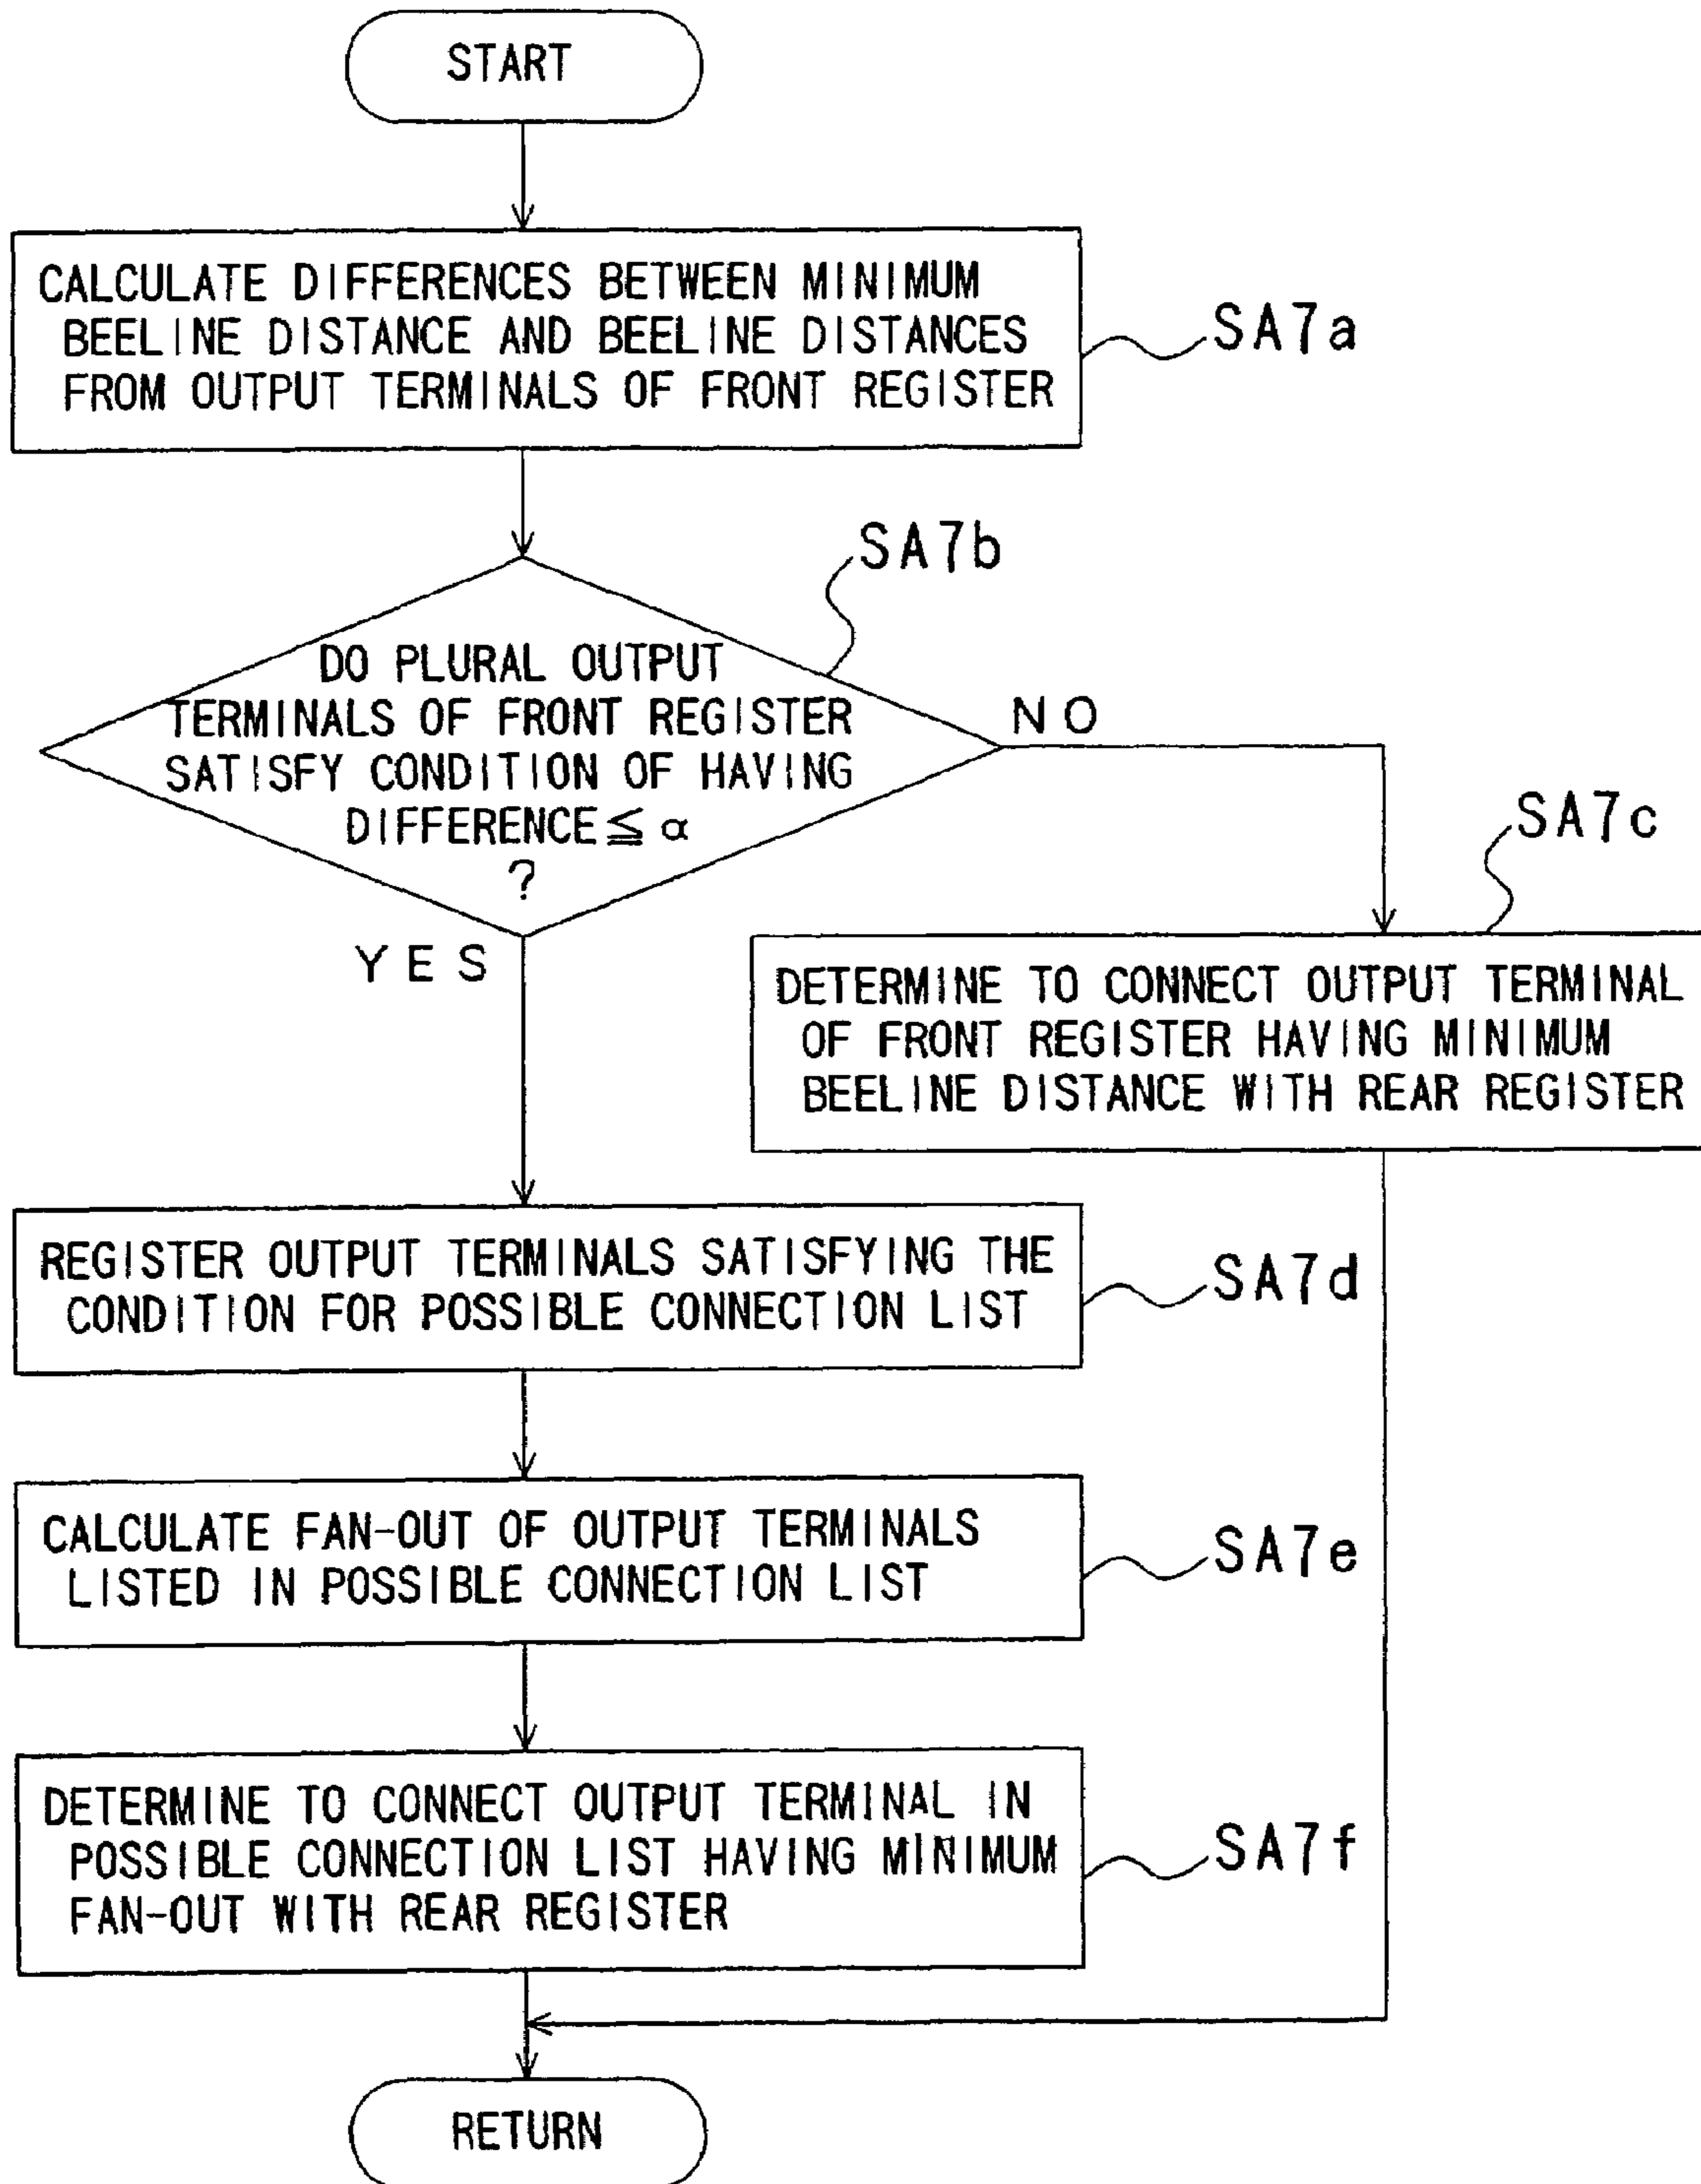 START
CALCULATE DIFFERENCES BETWEEN MINIMUM
BEELINE DISTANCE AND BEELINE DISTANCES
FROM OUTPUT TERMINALS OF FRONT REGISTER
SA7a
SA7b
DO PLURAL OUTPUT
TERMINALS OF FRONT REGISTER
SATISFY CONDITION OF HAVING
DIFFERENCE≦ α
?
NO
YES
SA7c
DETERMINE TO CONNECT OUTPUT TERMINAL
OF FRONT REGISTER HAVING MINIMUM
BEELINE DISTANCE WITH REAR REGISTER
REGISTER OUTPUT TERMINALS SATISFYING THE
CONDITION FOR POSSIBLE CONNECTION LIST
SA7d
CALCULATE FAN-OUT OF OUTPUT TERMINALS
LISTED IN POSSIBLE CONNECTION LIST
SA7e
DETERMINE TO CONNECT OUTPUT TERMINAL IN
POSSIBLE CONNECTION LIST HAVING MINIMUM
FAN-OUT WITH REAR REGISTER
SA7f
RETURN